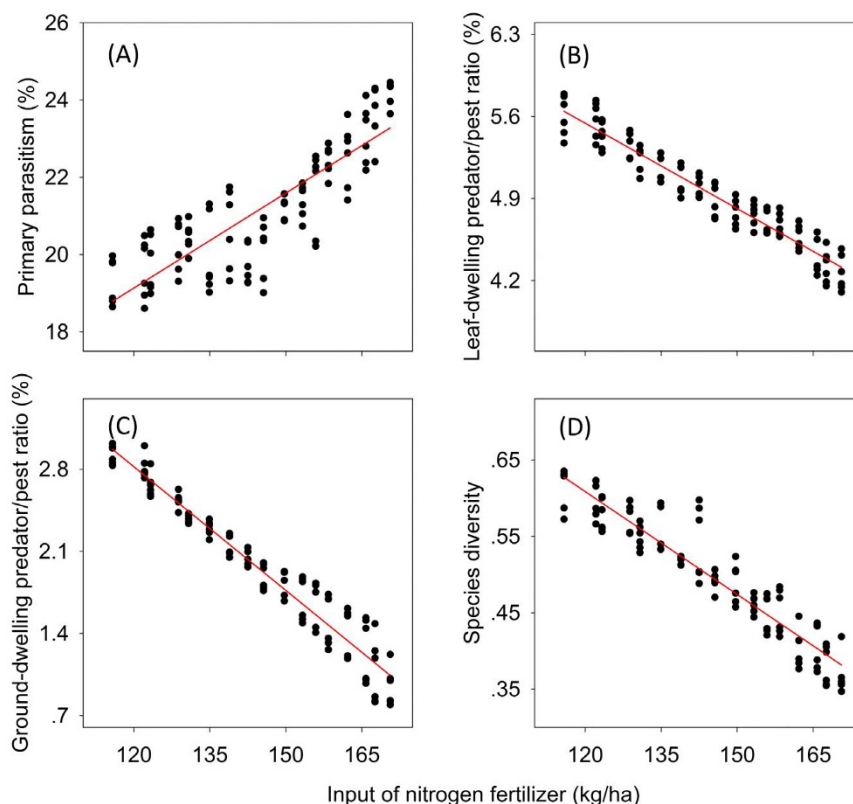 (A)
Primary parasitism (%)
26
24
22
20
18
(B)
Leaf-dwelling predator/pest ratio (%)
6.3
5.6
4.9
4.2
(C)
Ground-dwelling predator/pest ratio (%)
2.8
2.1
1.4
.7
120 135 150 165
(D)
Species diversity
.65
.55
.45
.35
120 135 150 165
Input of nitrogen fertilizer (kg/ha)